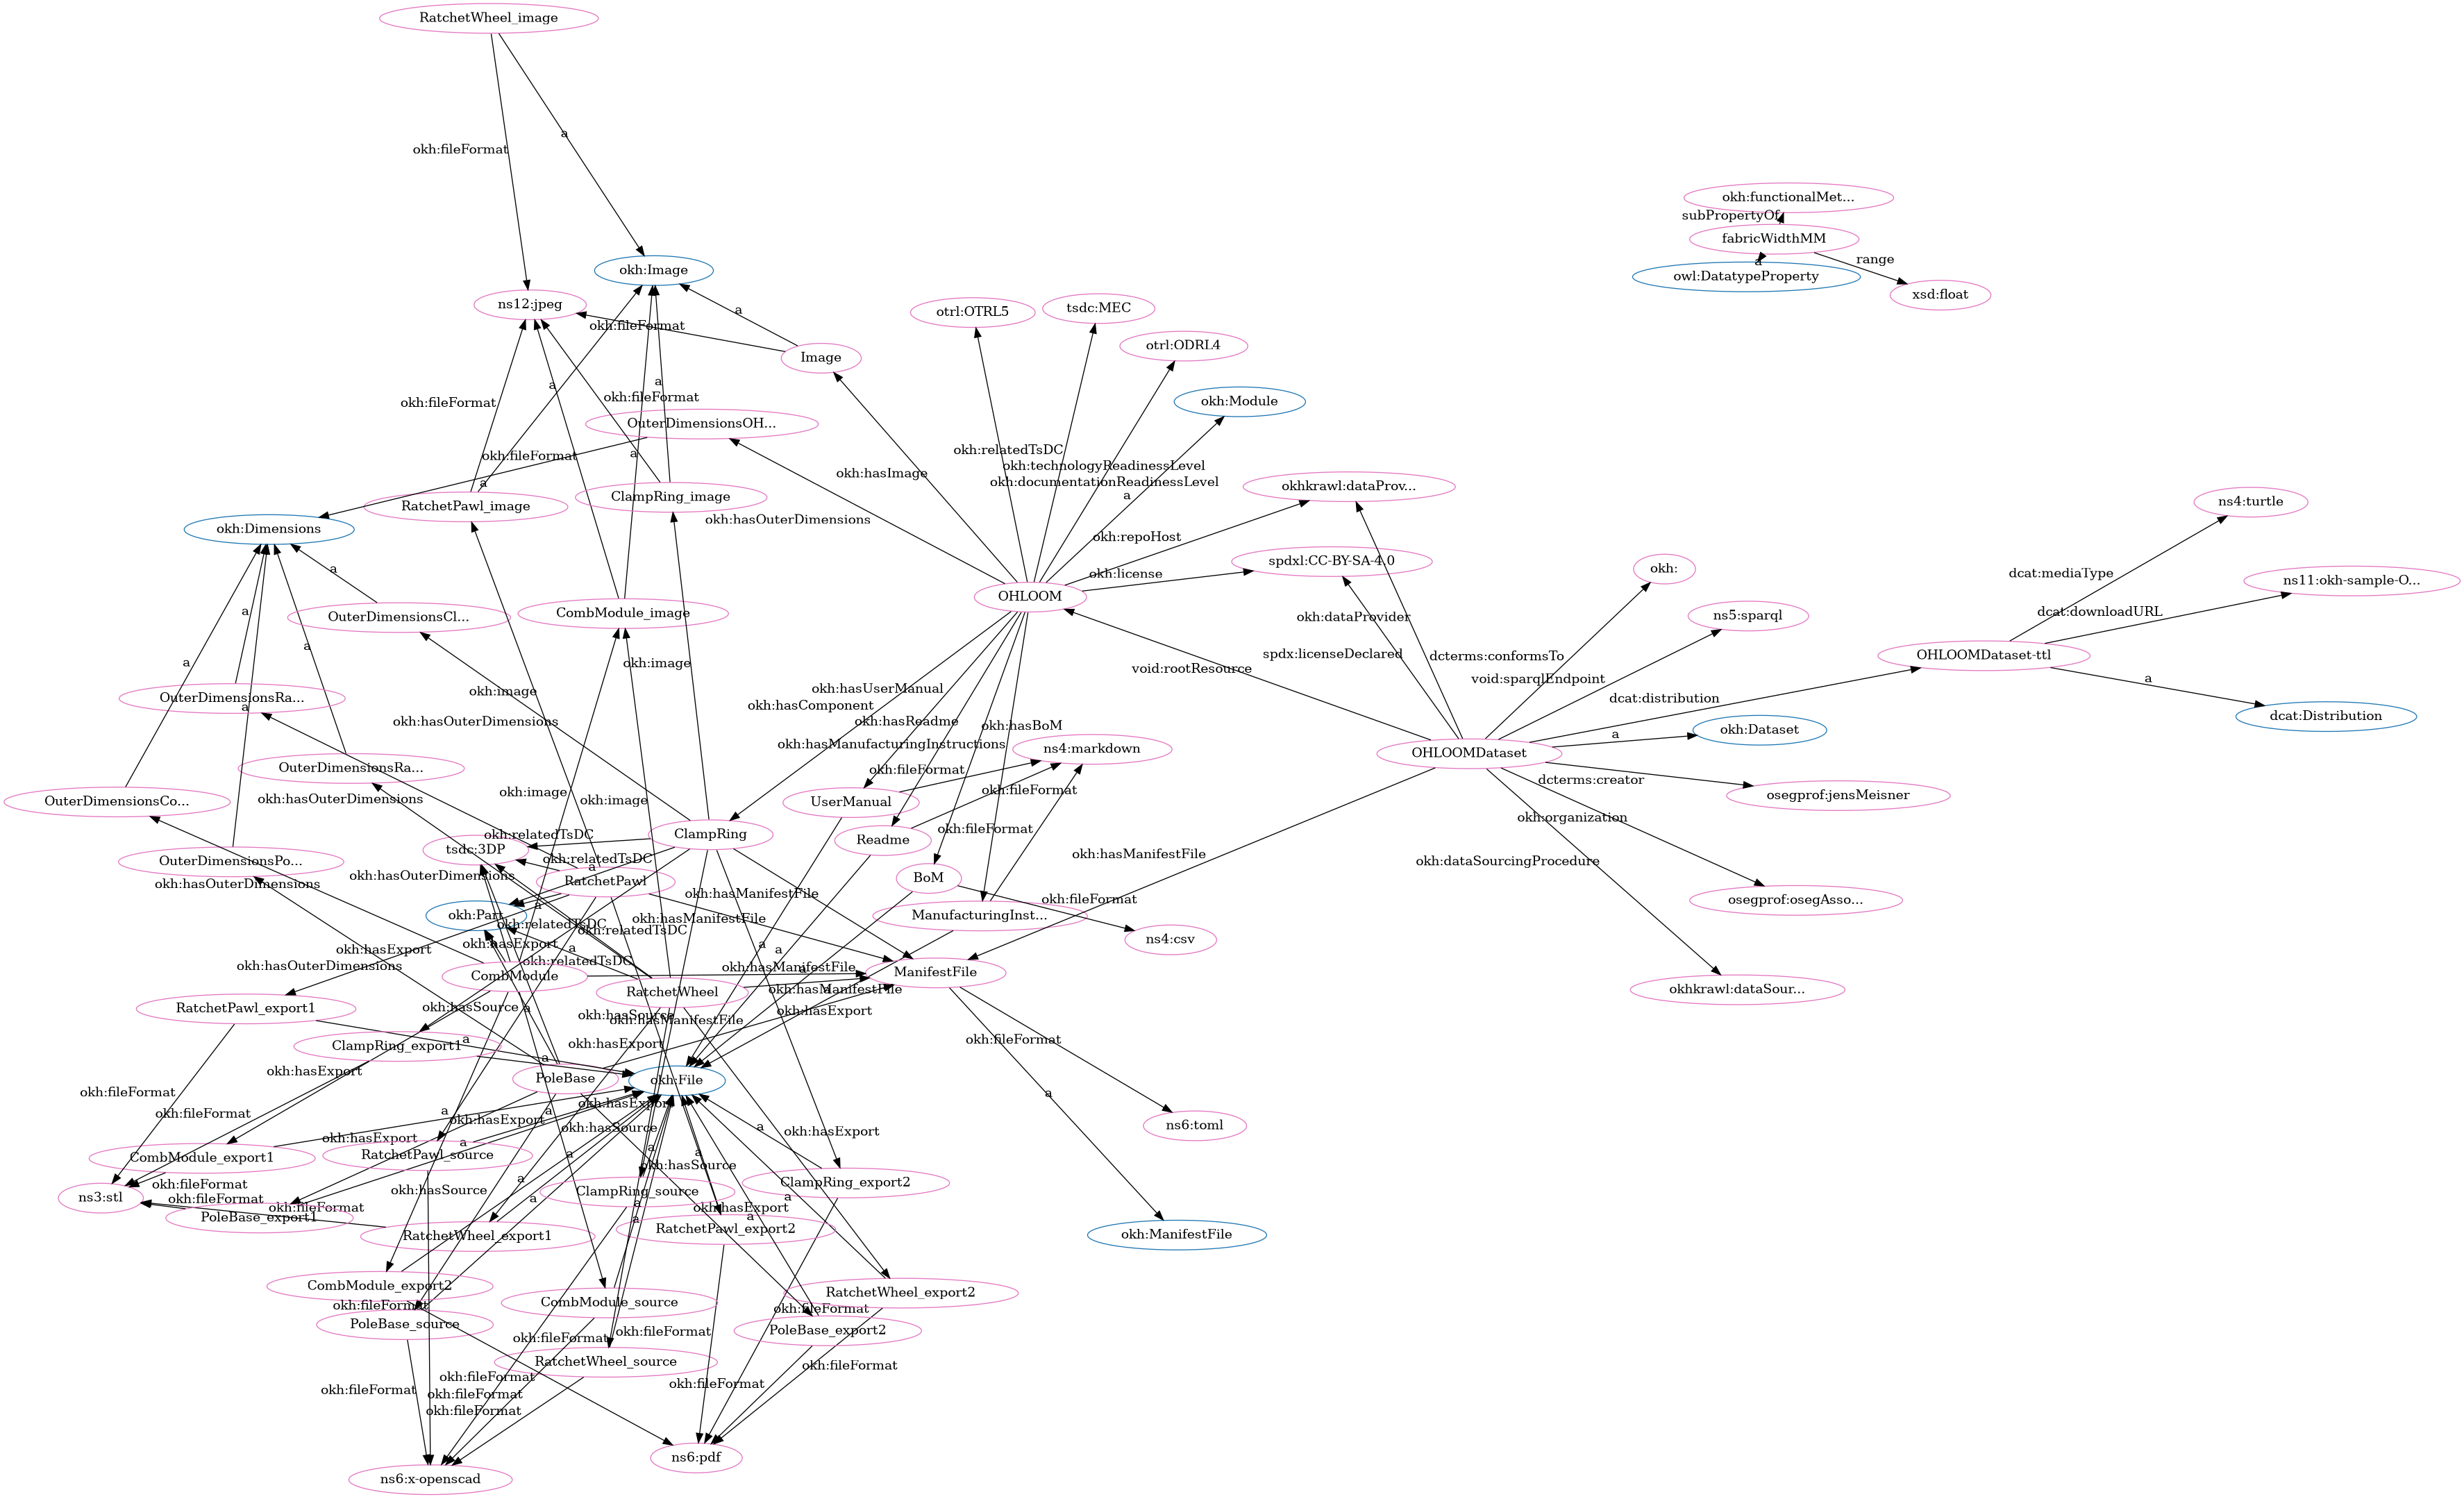 RatchetWheel_image
a
okh:fileFormat
okh:functionalMet...
subPropertyOf
fabricWidthMM
range
a
owl:DatatypeProperty
xsd:float
okh:Image
ns12:jpeg
okh:fileFormat
a
Image
otrl:OTRL5
tsdc:MEC
otrl:ODRL4
okh:Module
a
a
okh:fileFormat
okh:fileFormat
OuterDimensionsOH...
okh:fileFormat
a
a
okh:hasImage
okh:relatedTsDC
okh:technologyReadinessLevel
okh:documentationReadinessLevel
a
okhkrawl:dataProv...
RatchetPawl_image
ClampRing_image
okh:hasOuterDimensions
okh:Dimensions
okh:repoHost
ns4:turtle
a
okh:license
spdxl:CC-BY-SA-4.0
okh:
dcat:mediaType
ns11:okh-sample-O...
OHLOOM
a
OuterDimensionsCl...
CombModule_image
okh:dataProvider
ns5:sparql
dcat:downloadURL
a
a
okh:image
void:rootResource
spdx:licenseDeclared
dcterms:conformsTo
OHLOOMDataset-ttl
void:sparqlEndpoint
a
OuterDimensionsRa...
a
okh:image
okh:hasUserManual
okh:hasComponent
dcat:distribution
dcat:Distribution
okh:hasOuterDimensions
okh:hasReadme
okh:hasBoM
okh:Dataset
a
okh:hasManufacturingInstructions
ns4:markdown
OHLOOMDataset
OuterDimensionsRa...
okh:fileFormat
dcterms:creator
osegprof:jensMeisner
OuterDimensionsCo...
okh:hasOuterDimensions
okh:image
okh:image
UserManual
okh:fileFormat
okh:organization
okh:relatedTsDC
ClampRing
Readme
okh:fileFormat
tsdc:3DP
okh:relatedTsDC
okh:hasManifestFile
okh:dataSourcingProcedure
OuterDimensionsPo...
a
okh:hasOuterDimensions
okh:hasOuterDimensions
RatchetPawl
BoM
okh:hasManifestFile
okh:fileFormat
osegprof:osegAsso...
a
okh:Part
ManufacturingInst...
okh:hasManifestFile
okh:relatedTsDC
okh:relatedTsDC
ns4:csv
okh:hasExport
okh:hasExport
a
a
a
okh:relatedTsDC
okh:hasOuterDimensions
okh:hasManifestFile
a
ManifestFile
CombModule
RatchetWheel
okh:hasManifestFile
a
okhkrawl:dataSour...
RatchetPawl_export1
okh:hasSource
a
okh:hasSource
okh:hasManifestFile
okh:hasExport
ClampRing_export1
a
okh:hasExport
okh:fileFormat
a
okh:hasExport
PoleBase
okh:File
okh:fileFormat
a
okh:fileFormat
a
a
okh:hasExport
okh:hasExport
okh:hasSource
a
ns6:toml
okh:hasExport
okh:hasExport
a
a
a
a
CombModule_export1
RatchetPawl_source
okh:hasSource
okh:fileFormat
okh:hasSource
ClampRing_source
ClampRing_export2
ns3:stl
okh:fileFormat
okh:fileFormat
a
a
a
a
okh:hasExport
PoleBase_export1
a
a
RatchetPawl_export2
RatchetWheel_export1
okh:ManifestFile
CombModule_export2
RatchetWheel_export2
okh:fileFormat
CombModule_source
okh:fileFormat
PoleBase_source
okh:fileFormat
okh:fileFormat
PoleBase_export2
RatchetWheel_source
okh:fileFormat
okh:fileFormat
okh:fileFormat
okh:fileFormat
okh:fileFormat
okh:fileFormat
ns6:pdf
ns6:x-openscad